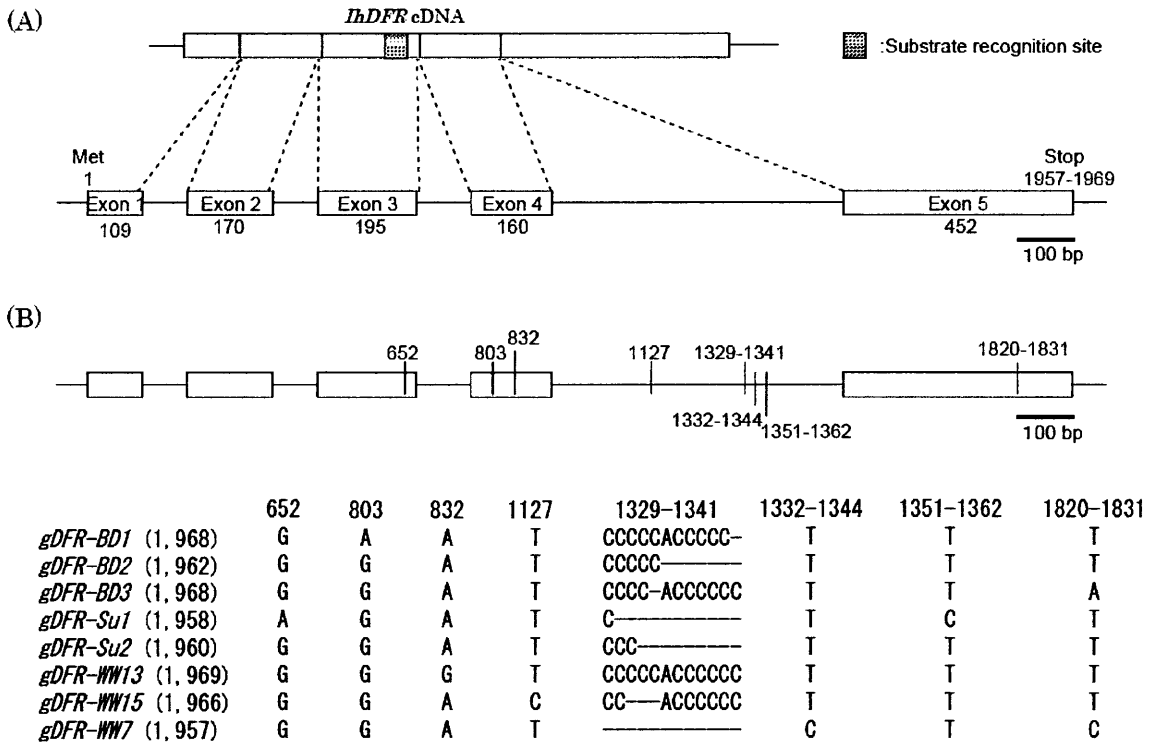 (A)
IhDFR cDNA
:Substrate recognition site
Met
1
Stop
1957-1969
Exon 1
Exon 2
Exon 3
Exon 4
Exon 5
109
170
195
160
452
100 bp
(B)
652
803
832
1127
1329-1341
1820-1831
1332-1344
1351-1362
100 bp
652 803 832 1127 1329-1341 1332-1344 1351-1362 1820-1831
gDFR-BD1 (1,968) G A A T CCCCCACCCCC- T T T
gDFR-BD2 (1,962) G G A T CCCCC------- T T T
gDFR-BD3 (1,968) G G A T CCCC-ACCCCCC T T A
gDFR-Su1 (1,958) A G A T C----------- T C T
gDFR-Su2 (1,960) G G A T CCC--------- T T T
gDFR-WW13 (1,969) G G G T CCCCCACCCCCC T T T
gDFR-WW15 (1,966) G G A C CC---ACCCCCC T T T
gDFR-WW7 (1,957) G G A T ------------ C T C